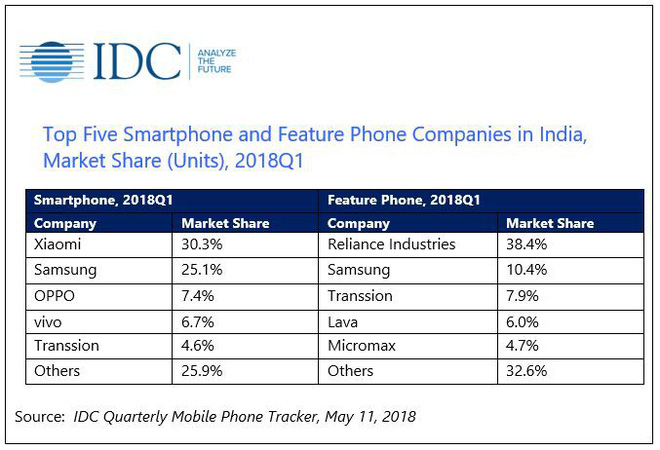 IDC
ANALYZE
THE
FUTURE
Top Five Smartphone and Feature Phone Companies in India,
Market Share (Units), 2018Q1
Smartphone, 2018Q1 Feature Phone, 2018Q1
Company Market Share Company Market Share
Xiaomi 30.3% Reliance Industries 38.4%
Samsung 25.1% Samsung 10.4%
OPPO 7.4% Transsion 7.9%
vivo 6.7% Lava 6.0%
Transsion 4.6% Micromax 4.7%
Others 25.9% Others 32.6%
Source: IDC Quarterly Mobile Phone Tracker, May 11, 2018